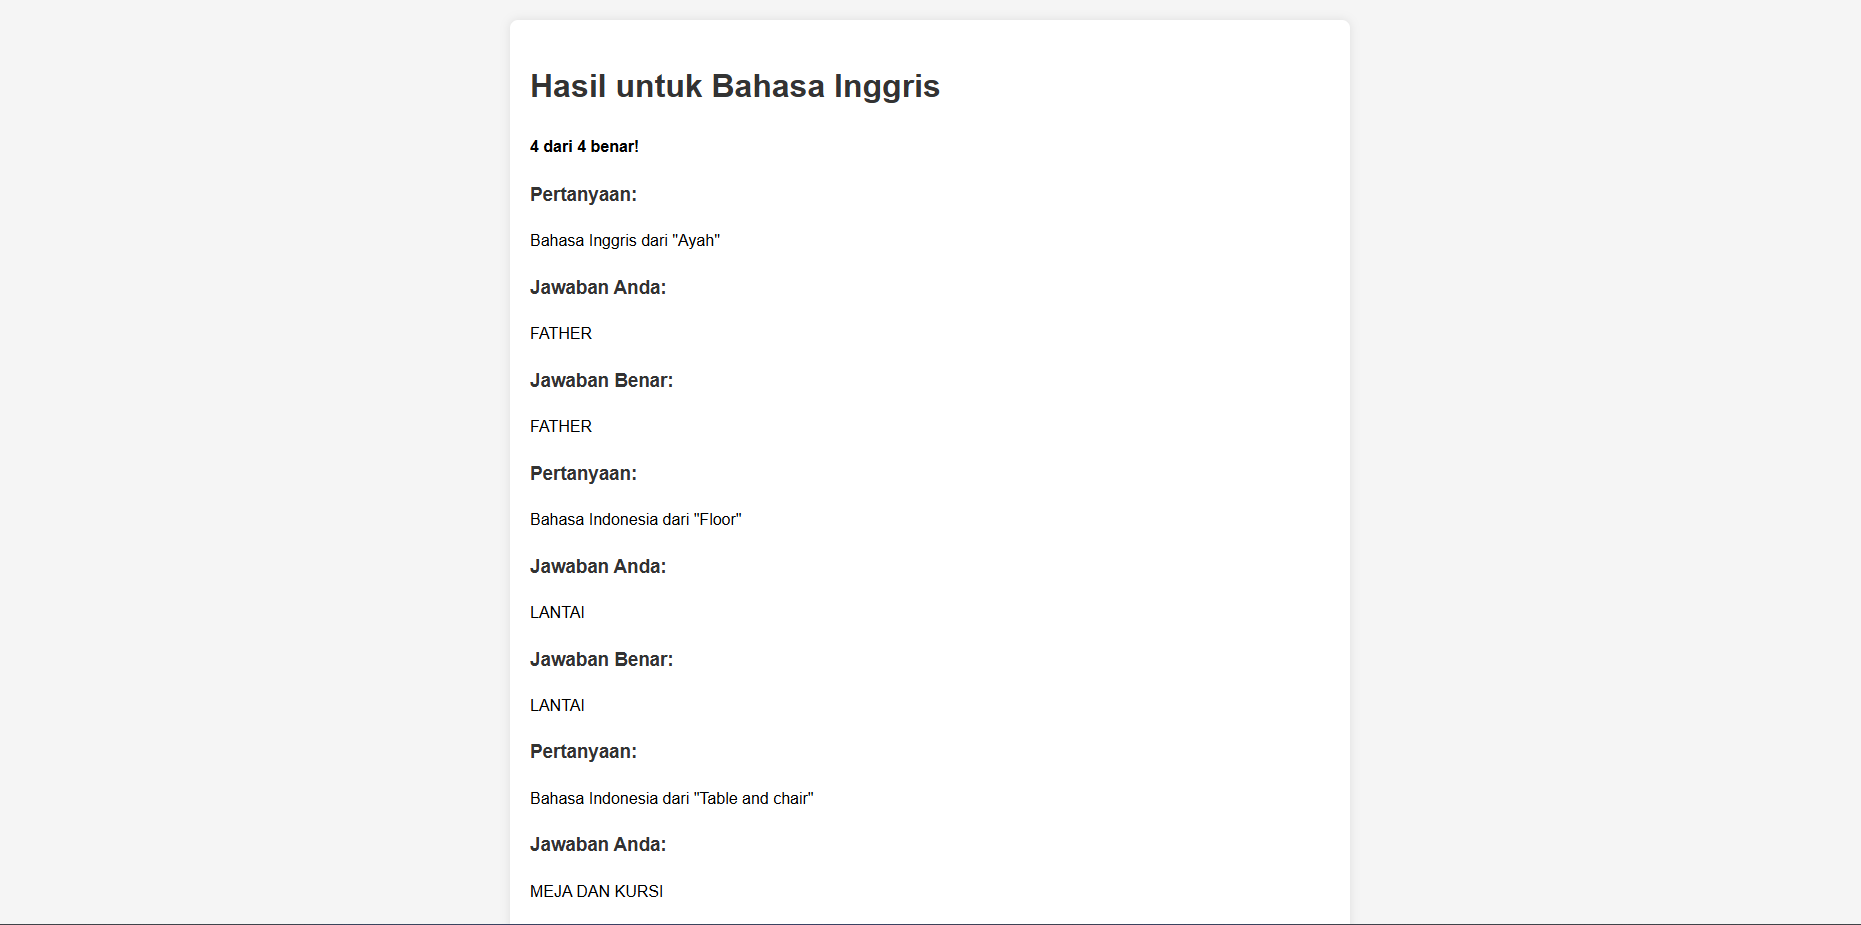 Hasil untuk Bahasa Inggris
4 dari 4 benar!
Pertanyaan:
Bahasa Inggris dari "Ayah"
Jawaban Anda:
FATHER
Jawaban Benar:
FATHER
Pertanyaan:
Bahasa Indonesia dari "Floor"
Jawaban Anda:
LANTAI
Jawaban Benar:
LANTAI
Pertanyaan:
Bahasa Indonesia dari "Table and chair"
Jawaban Anda:
MEJA DAN KURSI